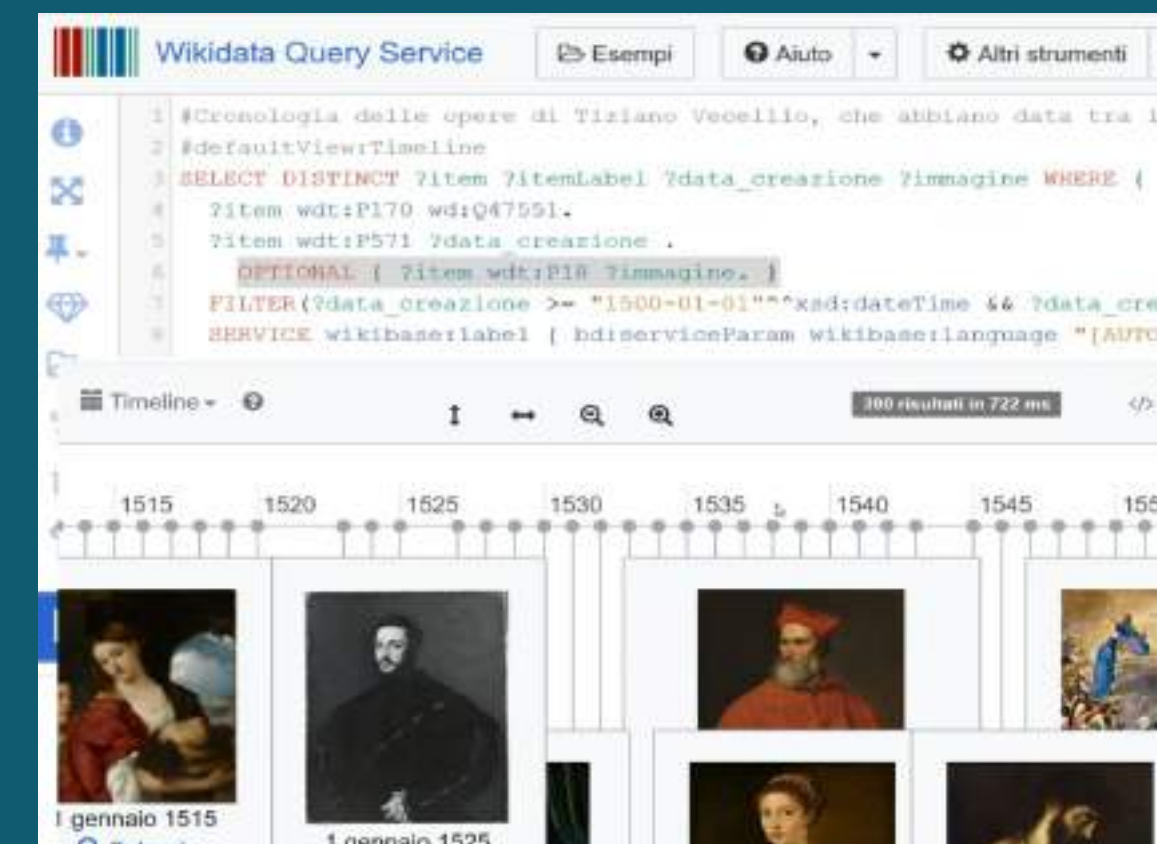 Wikidata Query Service
Esempi
Aiuto
Altri strumenti
1 #Cronologia delle opere di Tiziano Vecellio, che abbiano data tra
2 #defaultView:Timeline
3 SELECT DISTINCT ?item ?itemLabel ?data_creazione ?immagine WHERE {
4 ?item wdt:P170 wd:Q47551.
5 ?item wdt:P571 ?data_creazione .
6 OPTIONAL { ?item wdt:P18 ?immagine. }
7 FILTER(?data_creazione >= "1500-01-01"^^xsd:dateTime && ?data_cre
8 SERVICE wikibase:label { bd:serviceParam wikibase:language "[AUTO
Timeline
300 risultati in 722 ms
</>
1515 1520 1525 1530 1535 1540 1545 155
1 gennaio 1515
1 gennaio 1525